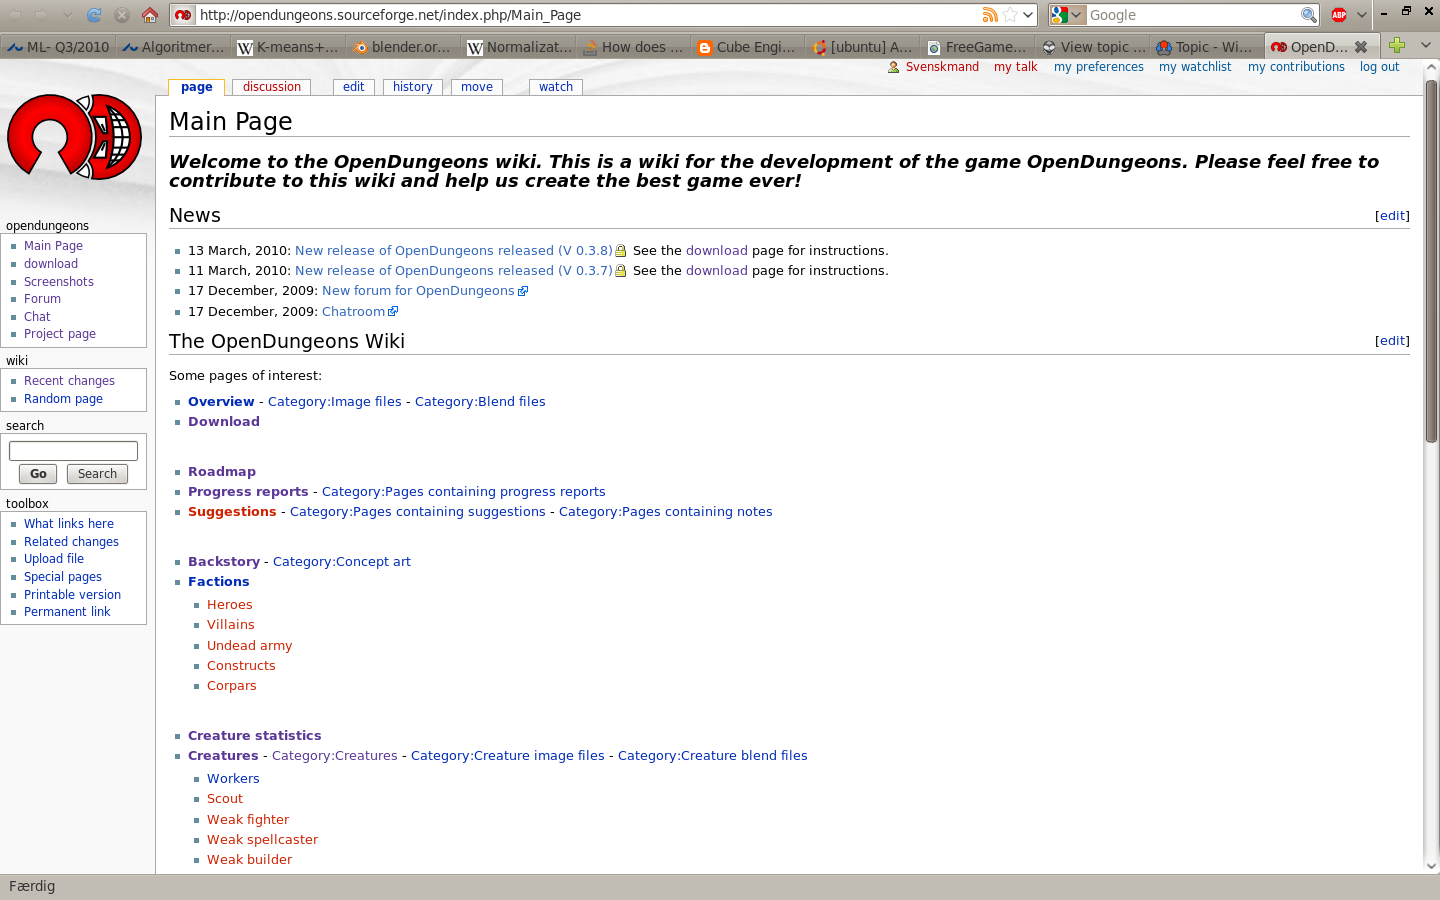 http://opendungeons.sourceforge.net/index.php/Main_Page
Google
ABP
ML- Q3/2010
Algoritmer...
K-means+...
blender.or...
Normalizat...
How does ...
Cube Engi...
[ubuntu] A...
FreeGame...
View topic ...
Topic - Wi...
OpenD...
Svenskmand my talk my preferences my watchlist my contributions log out
page discussion edit history move watch
Main Page
Welcome to the OpenDungeons wiki. This is a wiki for the development of the game OpenDungeons. Please feel free to
contribute to this wiki and help us create the best game ever!
News [edit]
13 March, 2010: New release of OpenDungeons released (V 0.3.8) See the download page for instructions.
11 March, 2010: New release of OpenDungeons released (V 0.3.7) See the download page for instructions.
17 December, 2009: New forum for OpenDungeons
17 December, 2009: Chatroom
The OpenDungeons Wiki [edit]
Some pages of interest:
Overview - Category:Image files - Category:Blend files
Download
Roadmap
Progress reports - Category:Pages containing progress reports
Suggestions - Category:Pages containing suggestions - Category:Pages containing notes
Backstory - Category:Concept art
Factions
Heroes
Villains
Undead army
Constructs
Corpars
Creature statistics
Creatures - Category:Creatures - Category:Creature image files - Category:Creature blend files
Workers
Scout
Weak fighter
Weak spellcaster
Weak builder
opendungeons
Main Page
download
Screenshots
Forum
Chat
Project page
wiki
Recent changes
Random page
search
Go Search
toolbox
What links here
Related changes
Upload file
Special pages
Printable version
Permanent link
Færdig